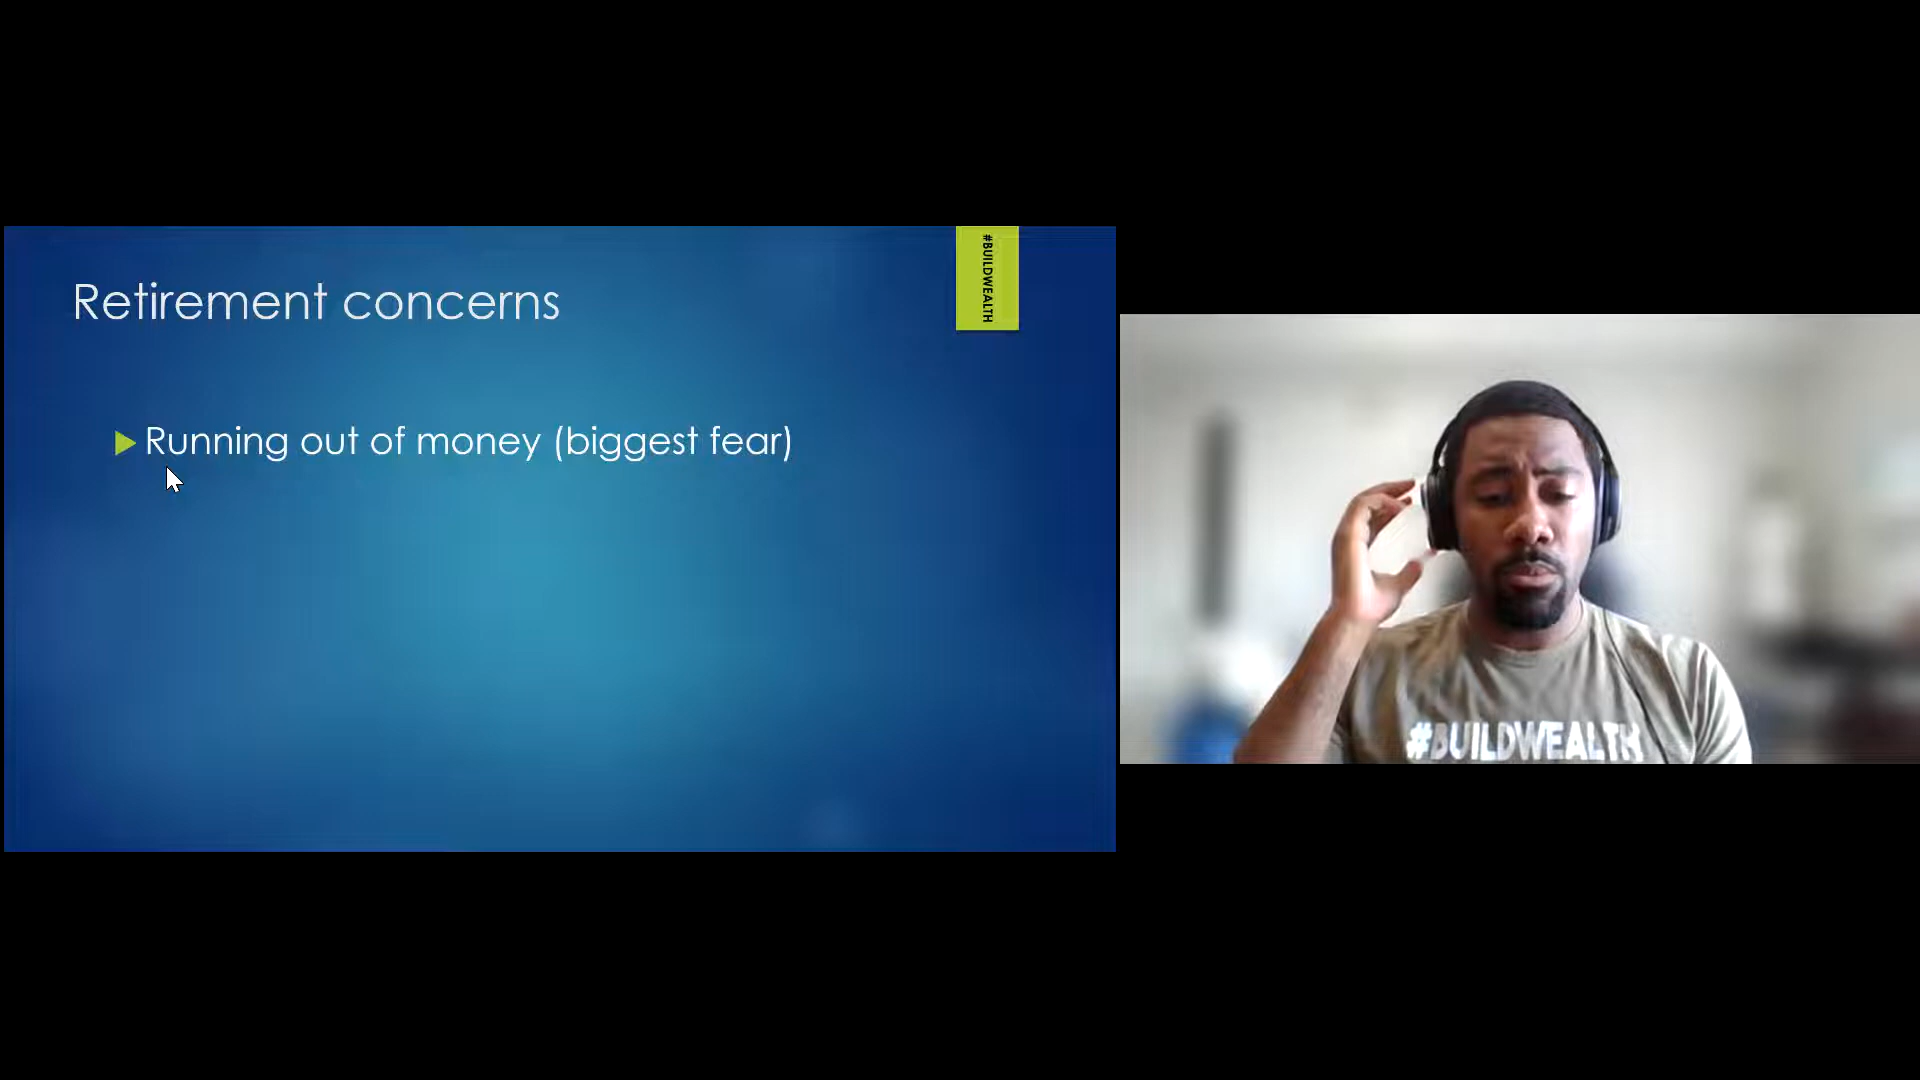 Retirement concerns
#BUILDWEALTH
Running out of money (biggest fear)
#BUILDWEALTH